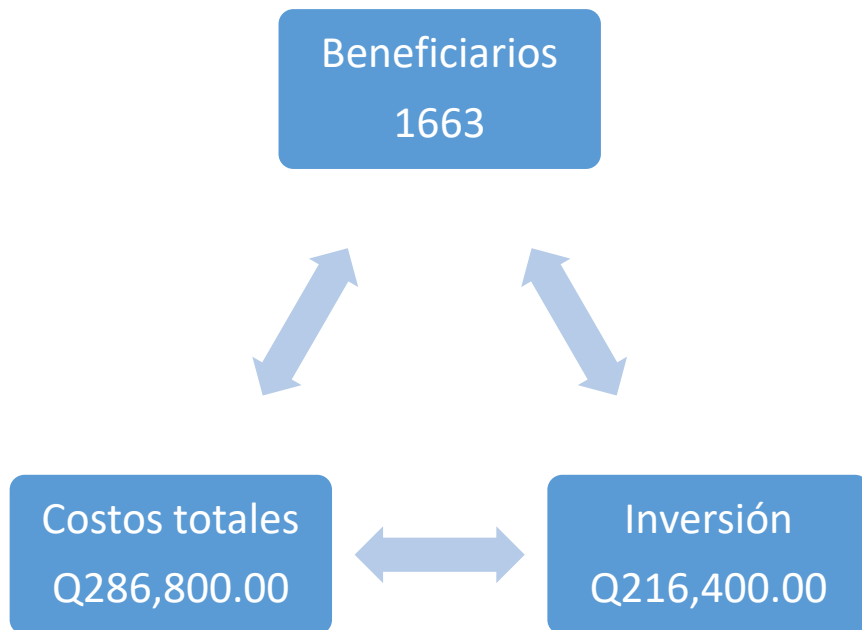 Beneficiarios
1663
Costos totales
Q286,800.00
Inversión
Q216,400.00